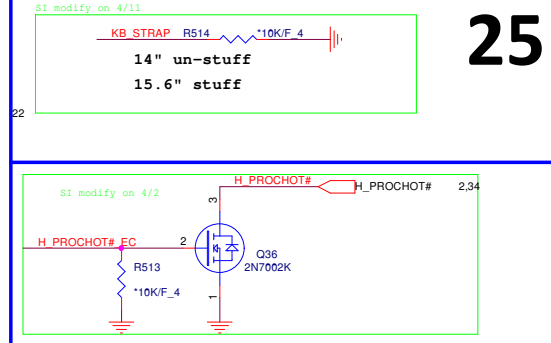 SI modify on 4/11
25
KB_STRAP R514 *10K/F_4
14" un-stuff
15.6" stuff
22
SI modify on 4/2
H_PROCHOT#
H_PROCHOT# 2,34
3
H_PROCHOT#_EC 2
Q36
2N7002K
R513
*10K/F_4
1